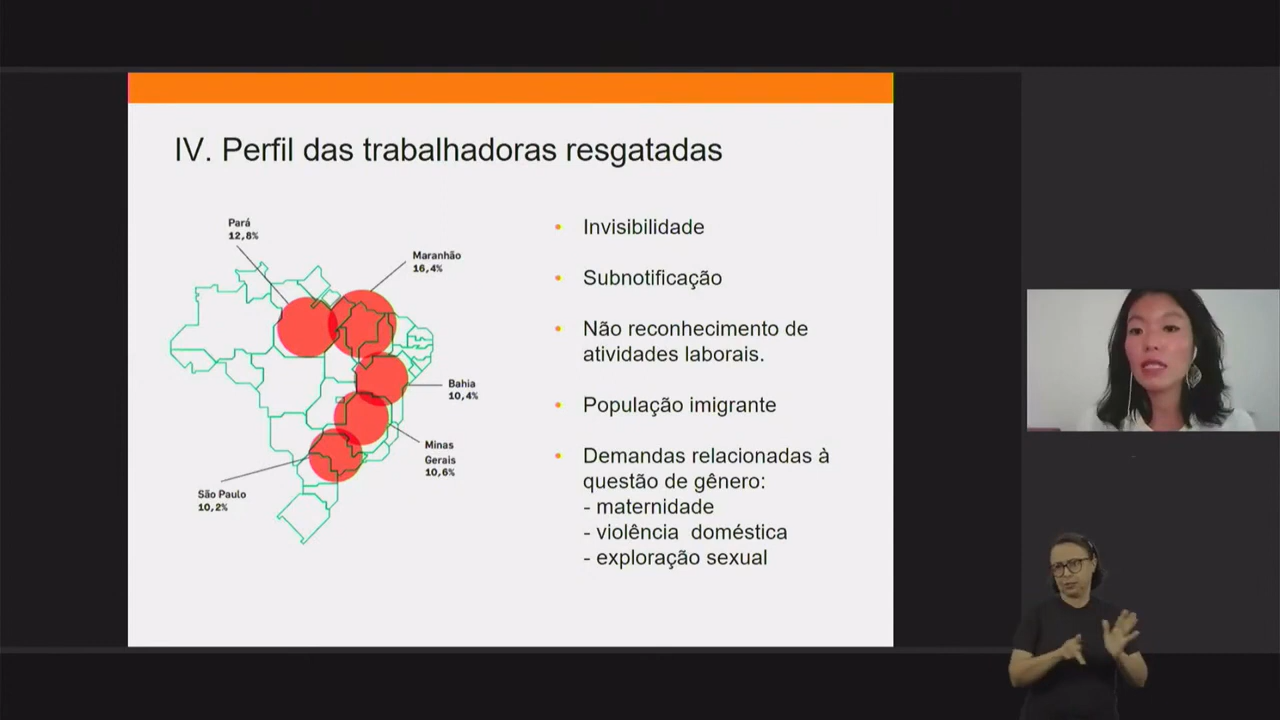 IV. Perfil das trabalhadoras resgatadas
Pará
12,8%
Maranhão
16,4%
Bahia
10,4%
Minas
Gerais
10,6%
São Paulo
10,2%
• Invisibilidade
• Subnotificação
• Não reconhecimento de
atividades laborais.
• População imigrante
• Demandas relacionadas à
questão de gênero:
- maternidade
- violência doméstica
- exploração sexual